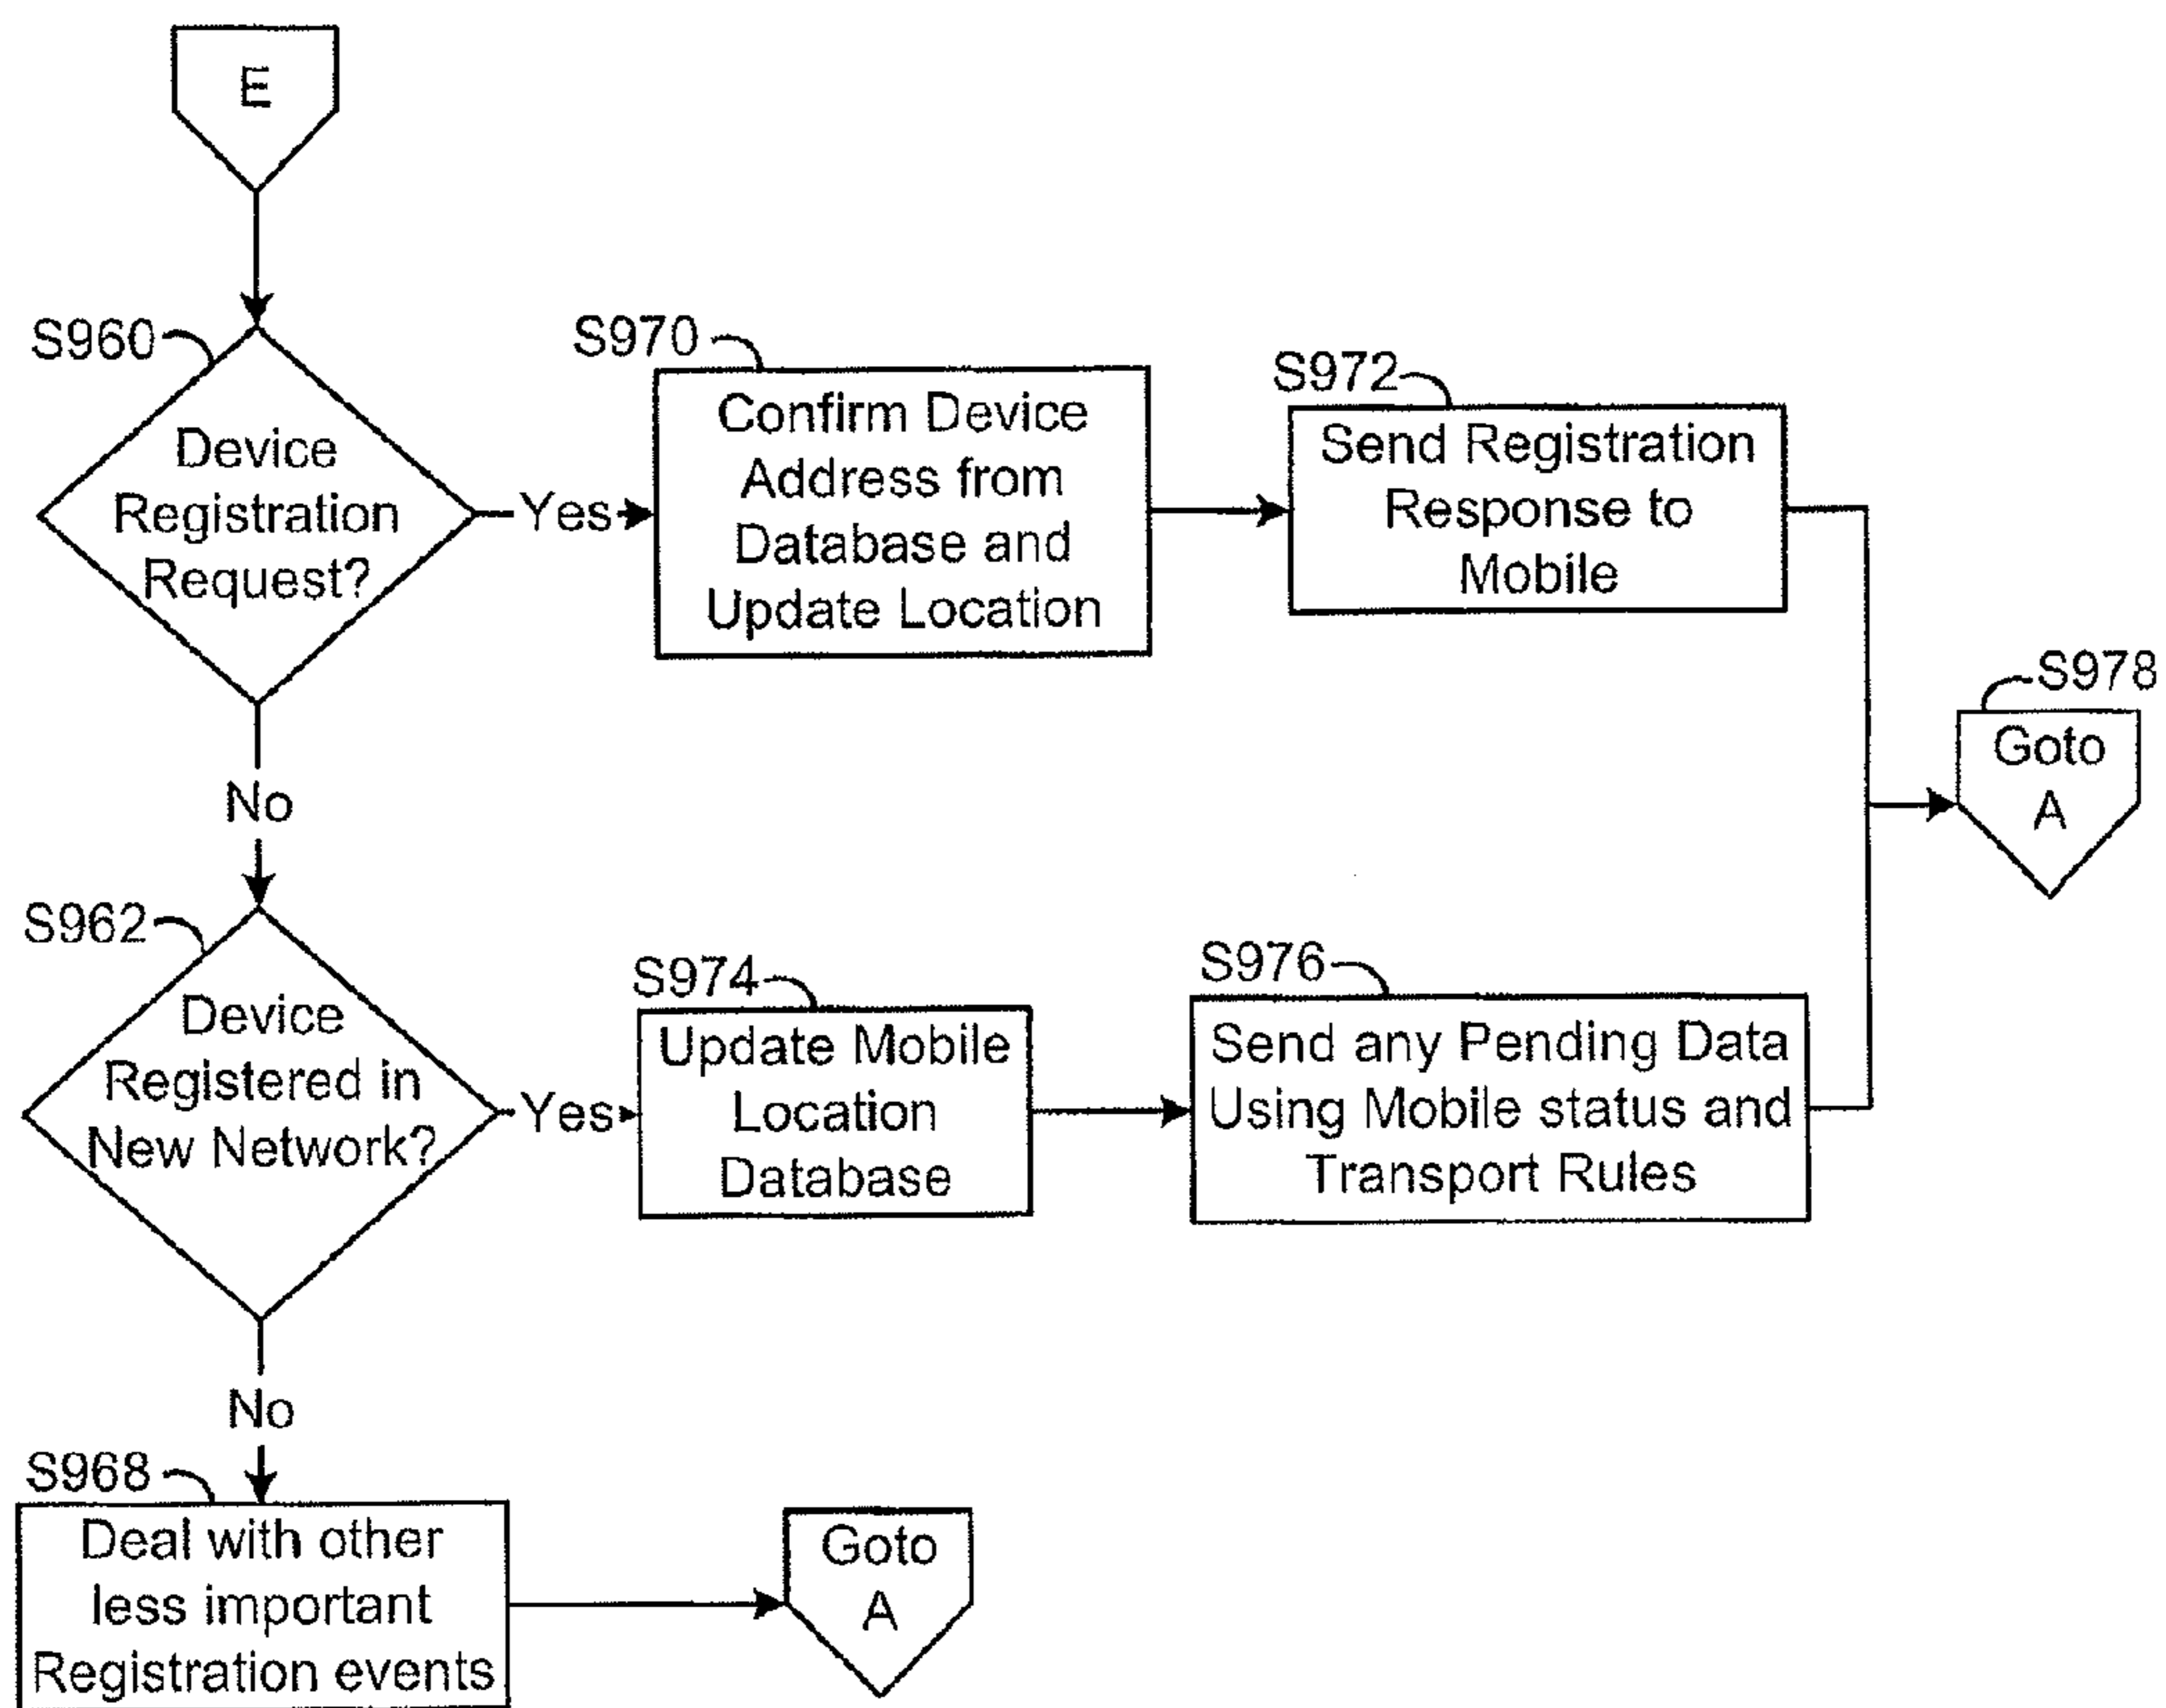 E
S960
Device
Registration
Request?
Yes
S970
Confirm Device
Address from
Database and
Update Location
S972
Send Registration
Response to
Mobile
S978
Goto
A
No
S962
Device
Registered in
New Network?
Yes
S974
Update Mobile
Location
Database
S976
Send any Pending Data
Using Mobile status and
Transport Rules
No
S968
Deal with other
less important
Registration events
Goto
A